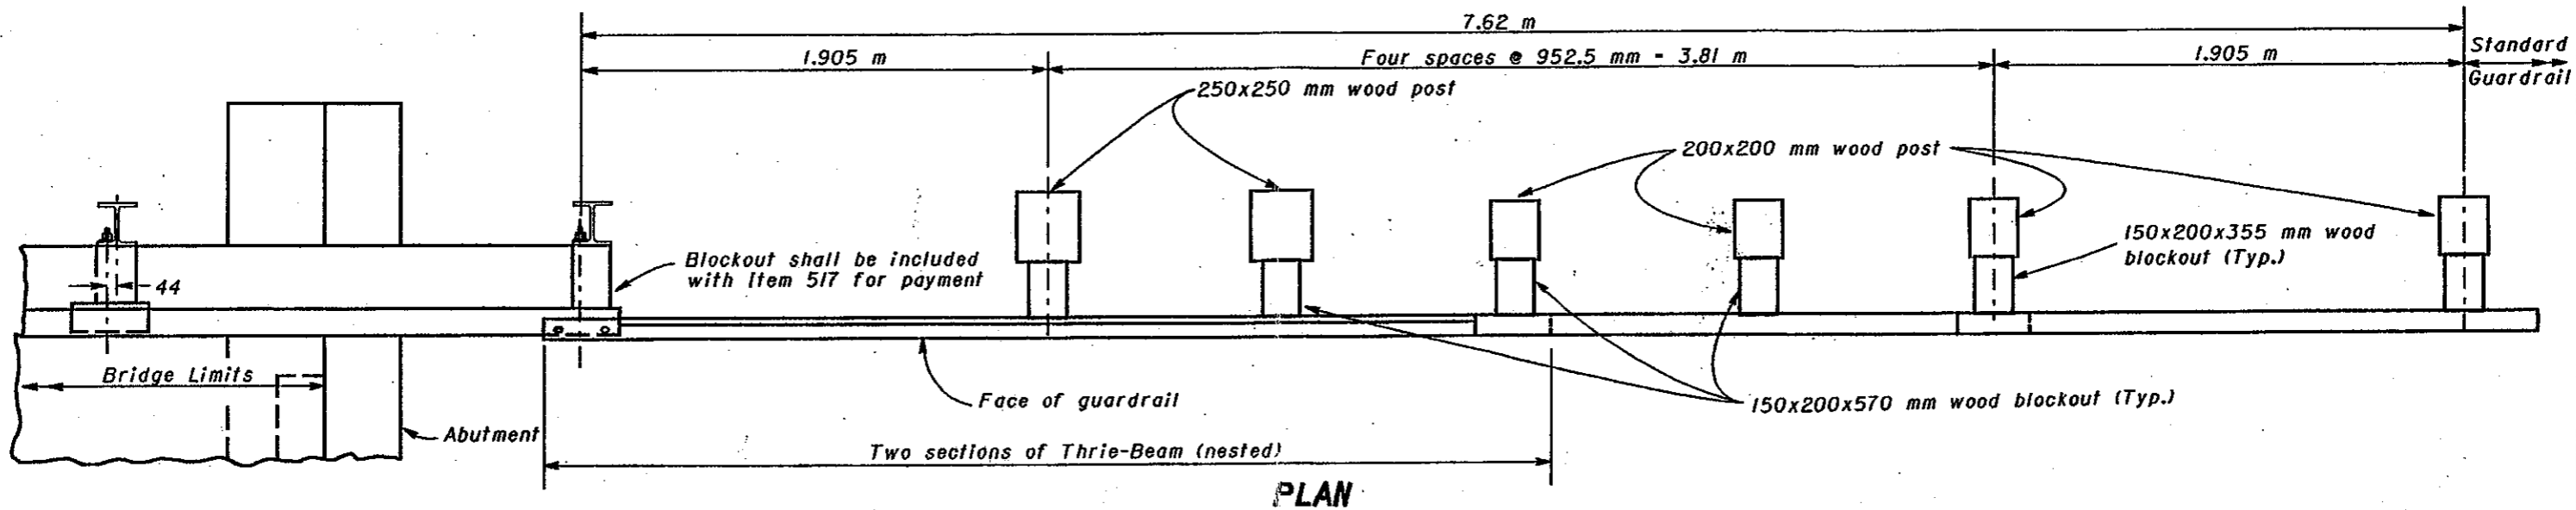 7.62 m
1.905 m
Four spaces @ 952.5 mm - 3.81 m
1.905 m
Standard
Guardrail
250x250 mm wood post
200x200 mm wood post
150x200x355 mm wood
blockout (Typ.)
Blockout shall be included
with Item 517 for payment
44
Bridge Limits
Face of guardrail
150x200x570 mm wood blockout (Typ.)
Abutment
Two sections of Thrie-Beam (nested)
PLAN